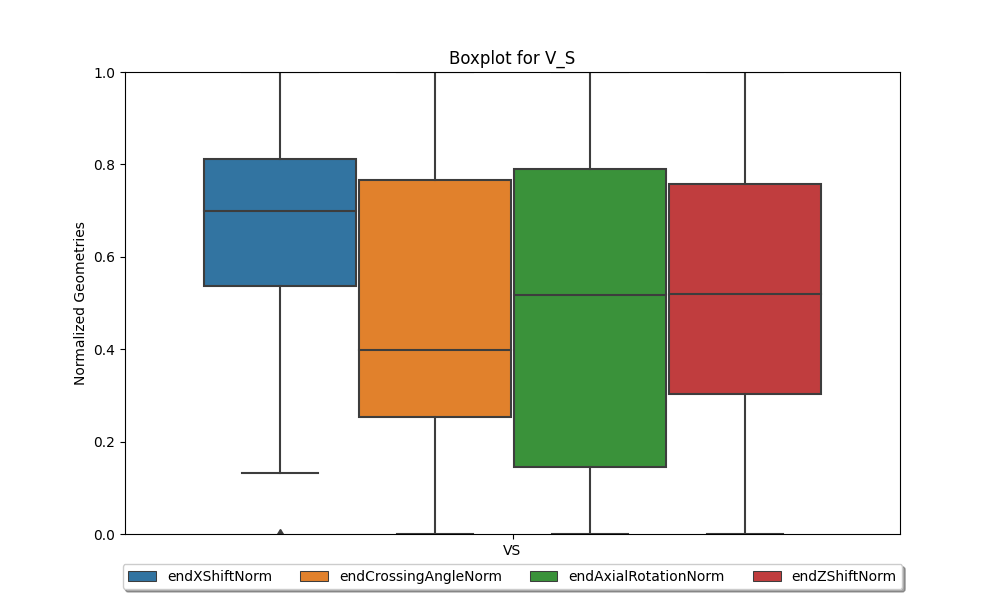 Boxplot for V_S
Normalized Geometries
1.0
0.8
0.6
0.4
0.2
0.0
VS
endXShiftNorm endCrossingAngleNorm endAxialRotationNorm endZShiftNorm